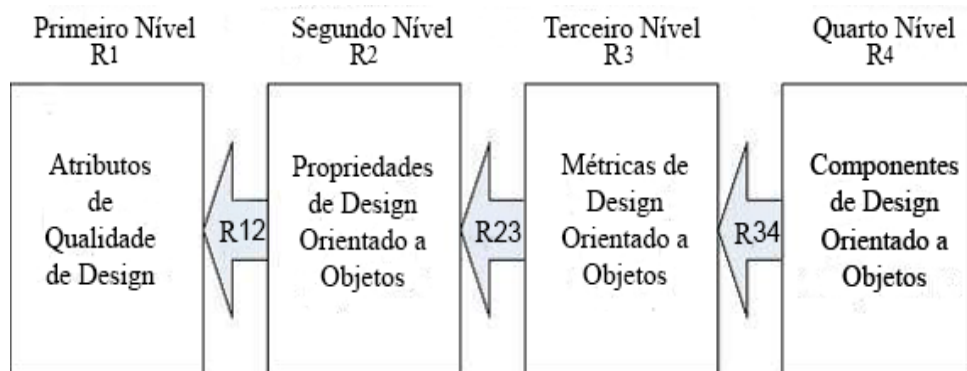 Primeiro Nível
R1
Segundo Nível
R2
Terceiro Nível
R3
Quarto Nível
R4
Atributos
de
Qualidade
de Design
R12
Propriedades
de Design
Orientado a
Objetos
R23
Métricas de
Design
Orientado a
Objetos
R34
Componentes
de Design
Orientado a
Objetos